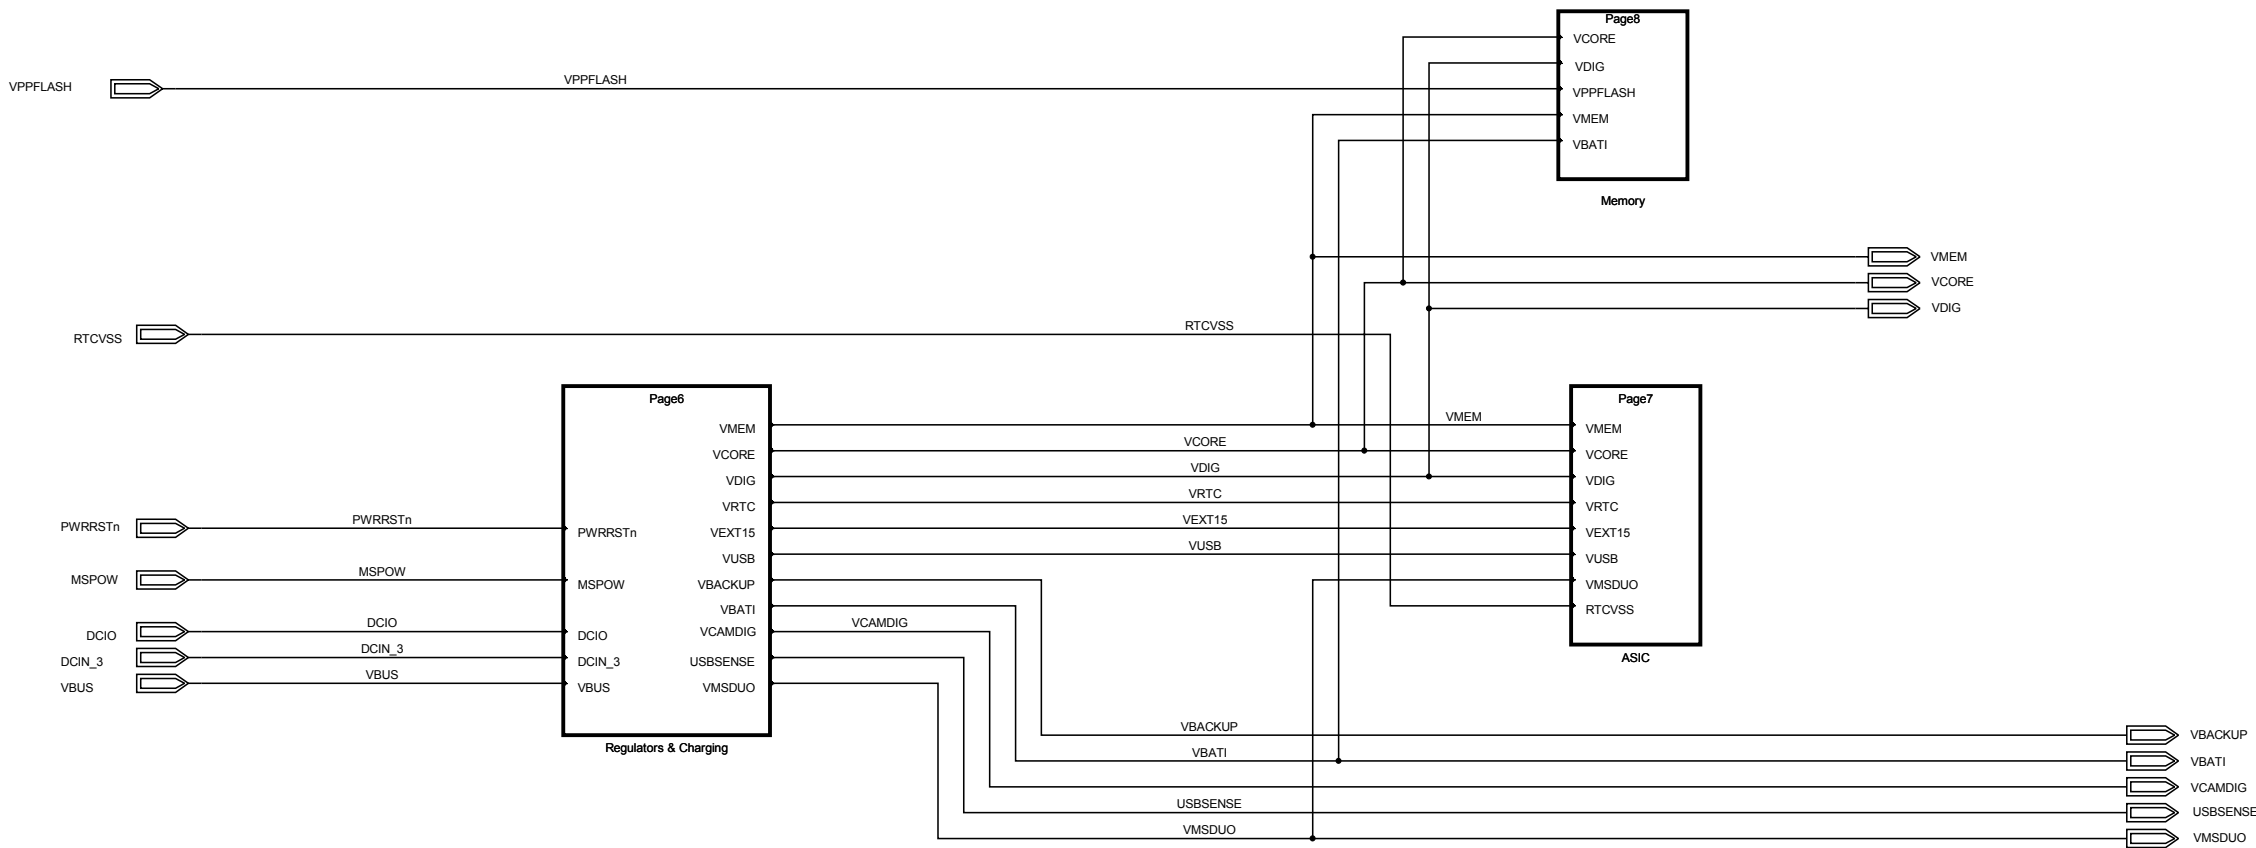 Page8
VCORE
VDIG
VPPFLASH
VPPFLASH
VPPFLASH
VMEM
VBATI
Memory
VMEM
VCORE
VDIG
RTCVSS
RTCVSS
Page6
Page7
VMEM
VMEM
VMEM
VCORE
VCORE
VCORE
VDIG
VDIG
VDIG
VRTC
VRTC
VRTC
PWRRSTn
PWRRSTn
PWRRSTn
VEXT15
VEXT15
VEXT15
VUSB
VUSB
VUSB
MSPOW
MSPOW
MSPOW
VBACKUP
VMSDUO
VBATI
RTCVSS
DCIO
DCIO
DCIO
VCAMDIG
VCAMDIG
DCIN_3
DCIN_3
DCIN_3
USBSENSE
ASIC
VBUS
VBUS
VBUS
VMSDUO
Regulators & Charging
VBACKUP
VBACKUP
VBATI
VBATI
VCAMDIG
USBSENSE
USBSENSE
VMSDUO
VMSDUO